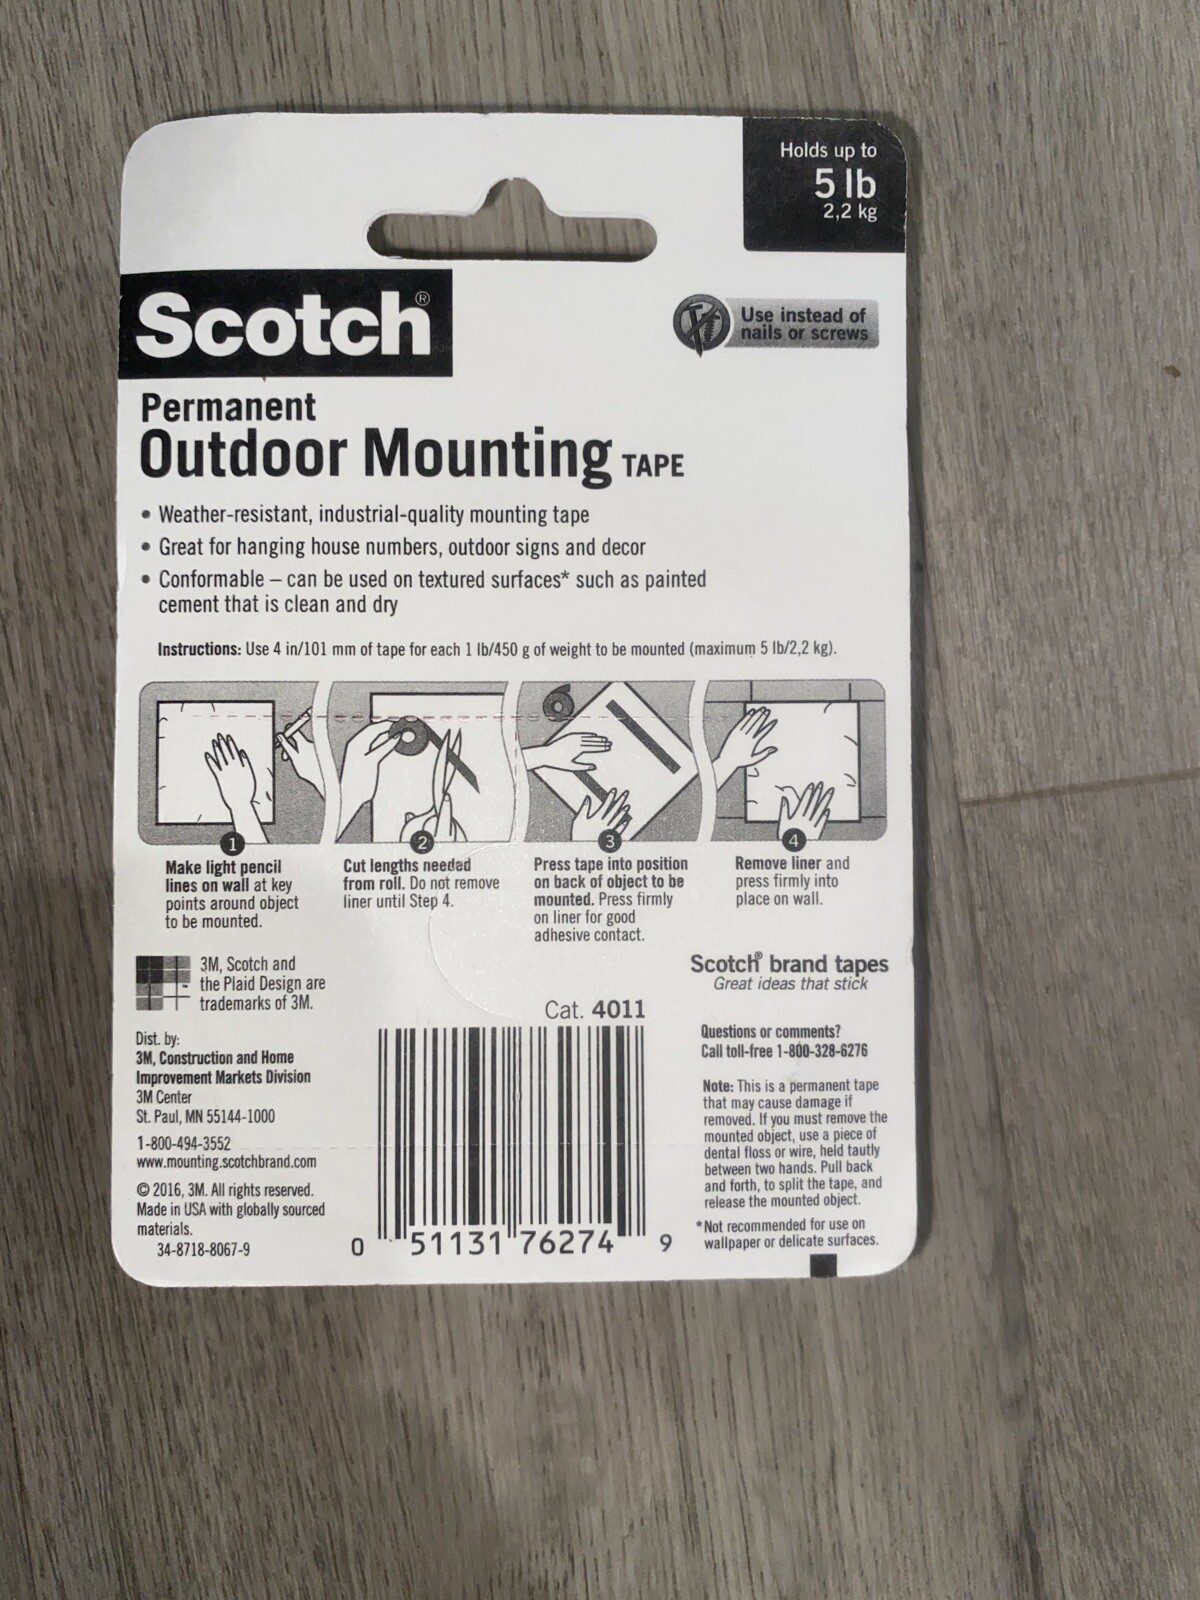 Holds up to
5 lb
2,2 kg
Scotch®
Use instead of
nails or screws
Permanent
Outdoor Mounting TAPE
• Weather-resistant, industrial-quality mounting tape
• Great for hanging house numbers, outdoor signs and decor
• Conformable – can be used on textured surfaces* such as painted
cement that is clean and dry
Instructions: Use 4 in/101 mm of tape for each 1 lb/450 g of weight to be mounted (maximum 5 lb/2,2 kg).
1
Make light pencil
lines on wall at key
points around object
to be mounted.
2
Cut lengths needed
from roll. Do not remove
liner until Step 4.
3
Press tape into position
on back of object to be
mounted. Press firmly
on liner for good
adhesive contact.
4
Remove liner and
press firmly into
place on wall.
3M, Scotch and
the Plaid Design are
trademarks of 3M.
Dist. by:
3M, Construction and Home
Improvement Markets Division
3M Center
St. Paul, MN 55144-1000
1-800-494-3552
www.mounting.scotchbrand.com
© 2016, 3M. All rights reserved.
Made in USA with globally sourced
materials.
34-8718-8067-9
Cat. 4011
0 51131 76274 9
Scotch® brand tapes
Great ideas that stick
Questions or comments?
Call toll-free 1-800-328-6276
Note: This is a permanent tape
that may cause damage if
removed. If you must remove the
mounted object, use a piece of
dental floss or wire, held tautly
between two hands. Pull back
and forth, to split the tape, and
release the mounted object.
*Not recommended for use on
wallpaper or delicate surfaces.